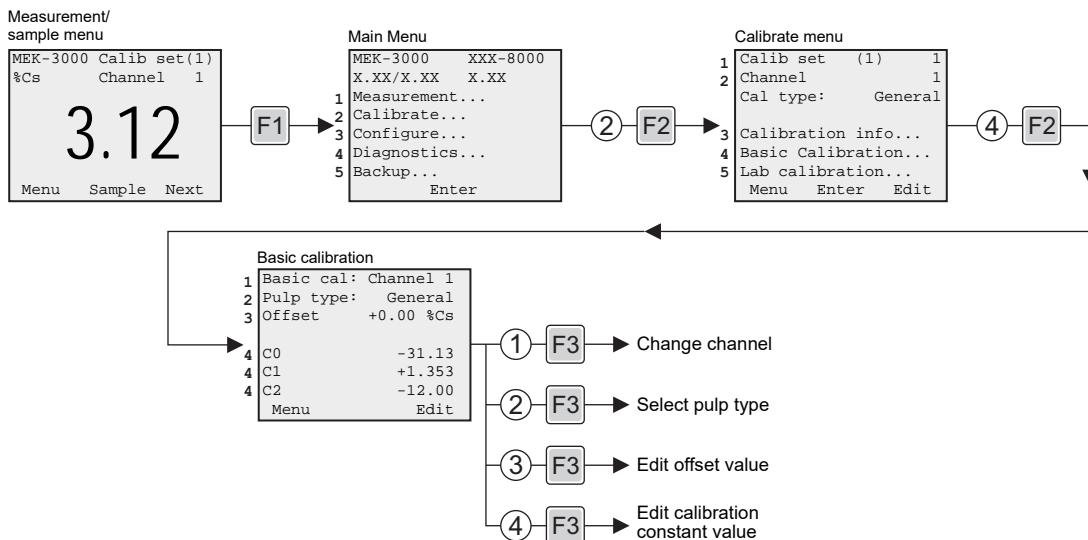 Measurement/
sample menu
MEK-3000 Calib set(1)
%Cs Channel 1
3.12
Menu Sample Next
F1
Main Menu
MEK-3000 XXX-8000
X.XX/X.XX X.XX
1 Measurement...
2 Calibrate...
3 Configure...
4 Diagnostics...
5 Backup...
Enter
2 F2
Calibrate menu
1 Calib set (1) 1
2 Channel 1
Cal type: General
3 Calibration info...
4 Basic Calibration...
5 Lab calibration...
Menu Enter Edit
4 F2
Basic calibration
1 Basic cal: Channel 1
2 Pulp type: General
3 Offset +0.00 %Cs
4 C0 -31.13
4 C1 +1.353
4 C2 -12.00
Menu Edit
1 F3 Change channel
2 F3 Select pulp type
3 F3 Edit offset value
4 F3 Edit calibration
constant value